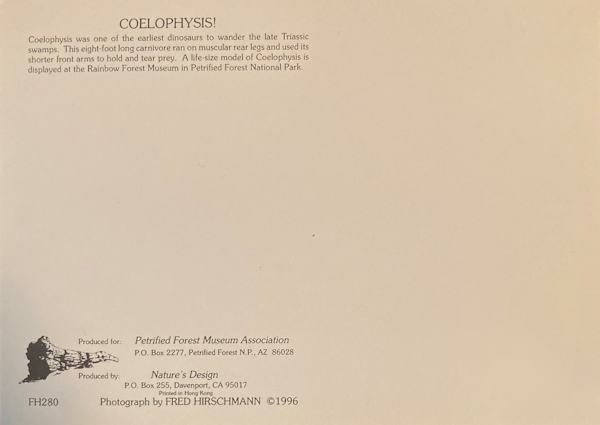 COELOPHYSIS!
Coelophysis was one of the earliest dinosaurs to wander the late Triassic
swamps. This eight-foot long carnivore ran on muscular rear legs and used its
shorter front arms to hold and tear prey. A life-size model of Coelophysis is
displayed at the Rainbow Forest Museum in Petrified Forest National Park.
Produced for: Petrified Forest Museum Association
P.O. Box 2277, Petrified Forest N.P., AZ 86028
Produced by: Nature's Design
P.O. Box 255, Davenport, CA 95017
Printed in Hong Kong
FH280 Photograph by FRED HIRSCHMANN ©1996